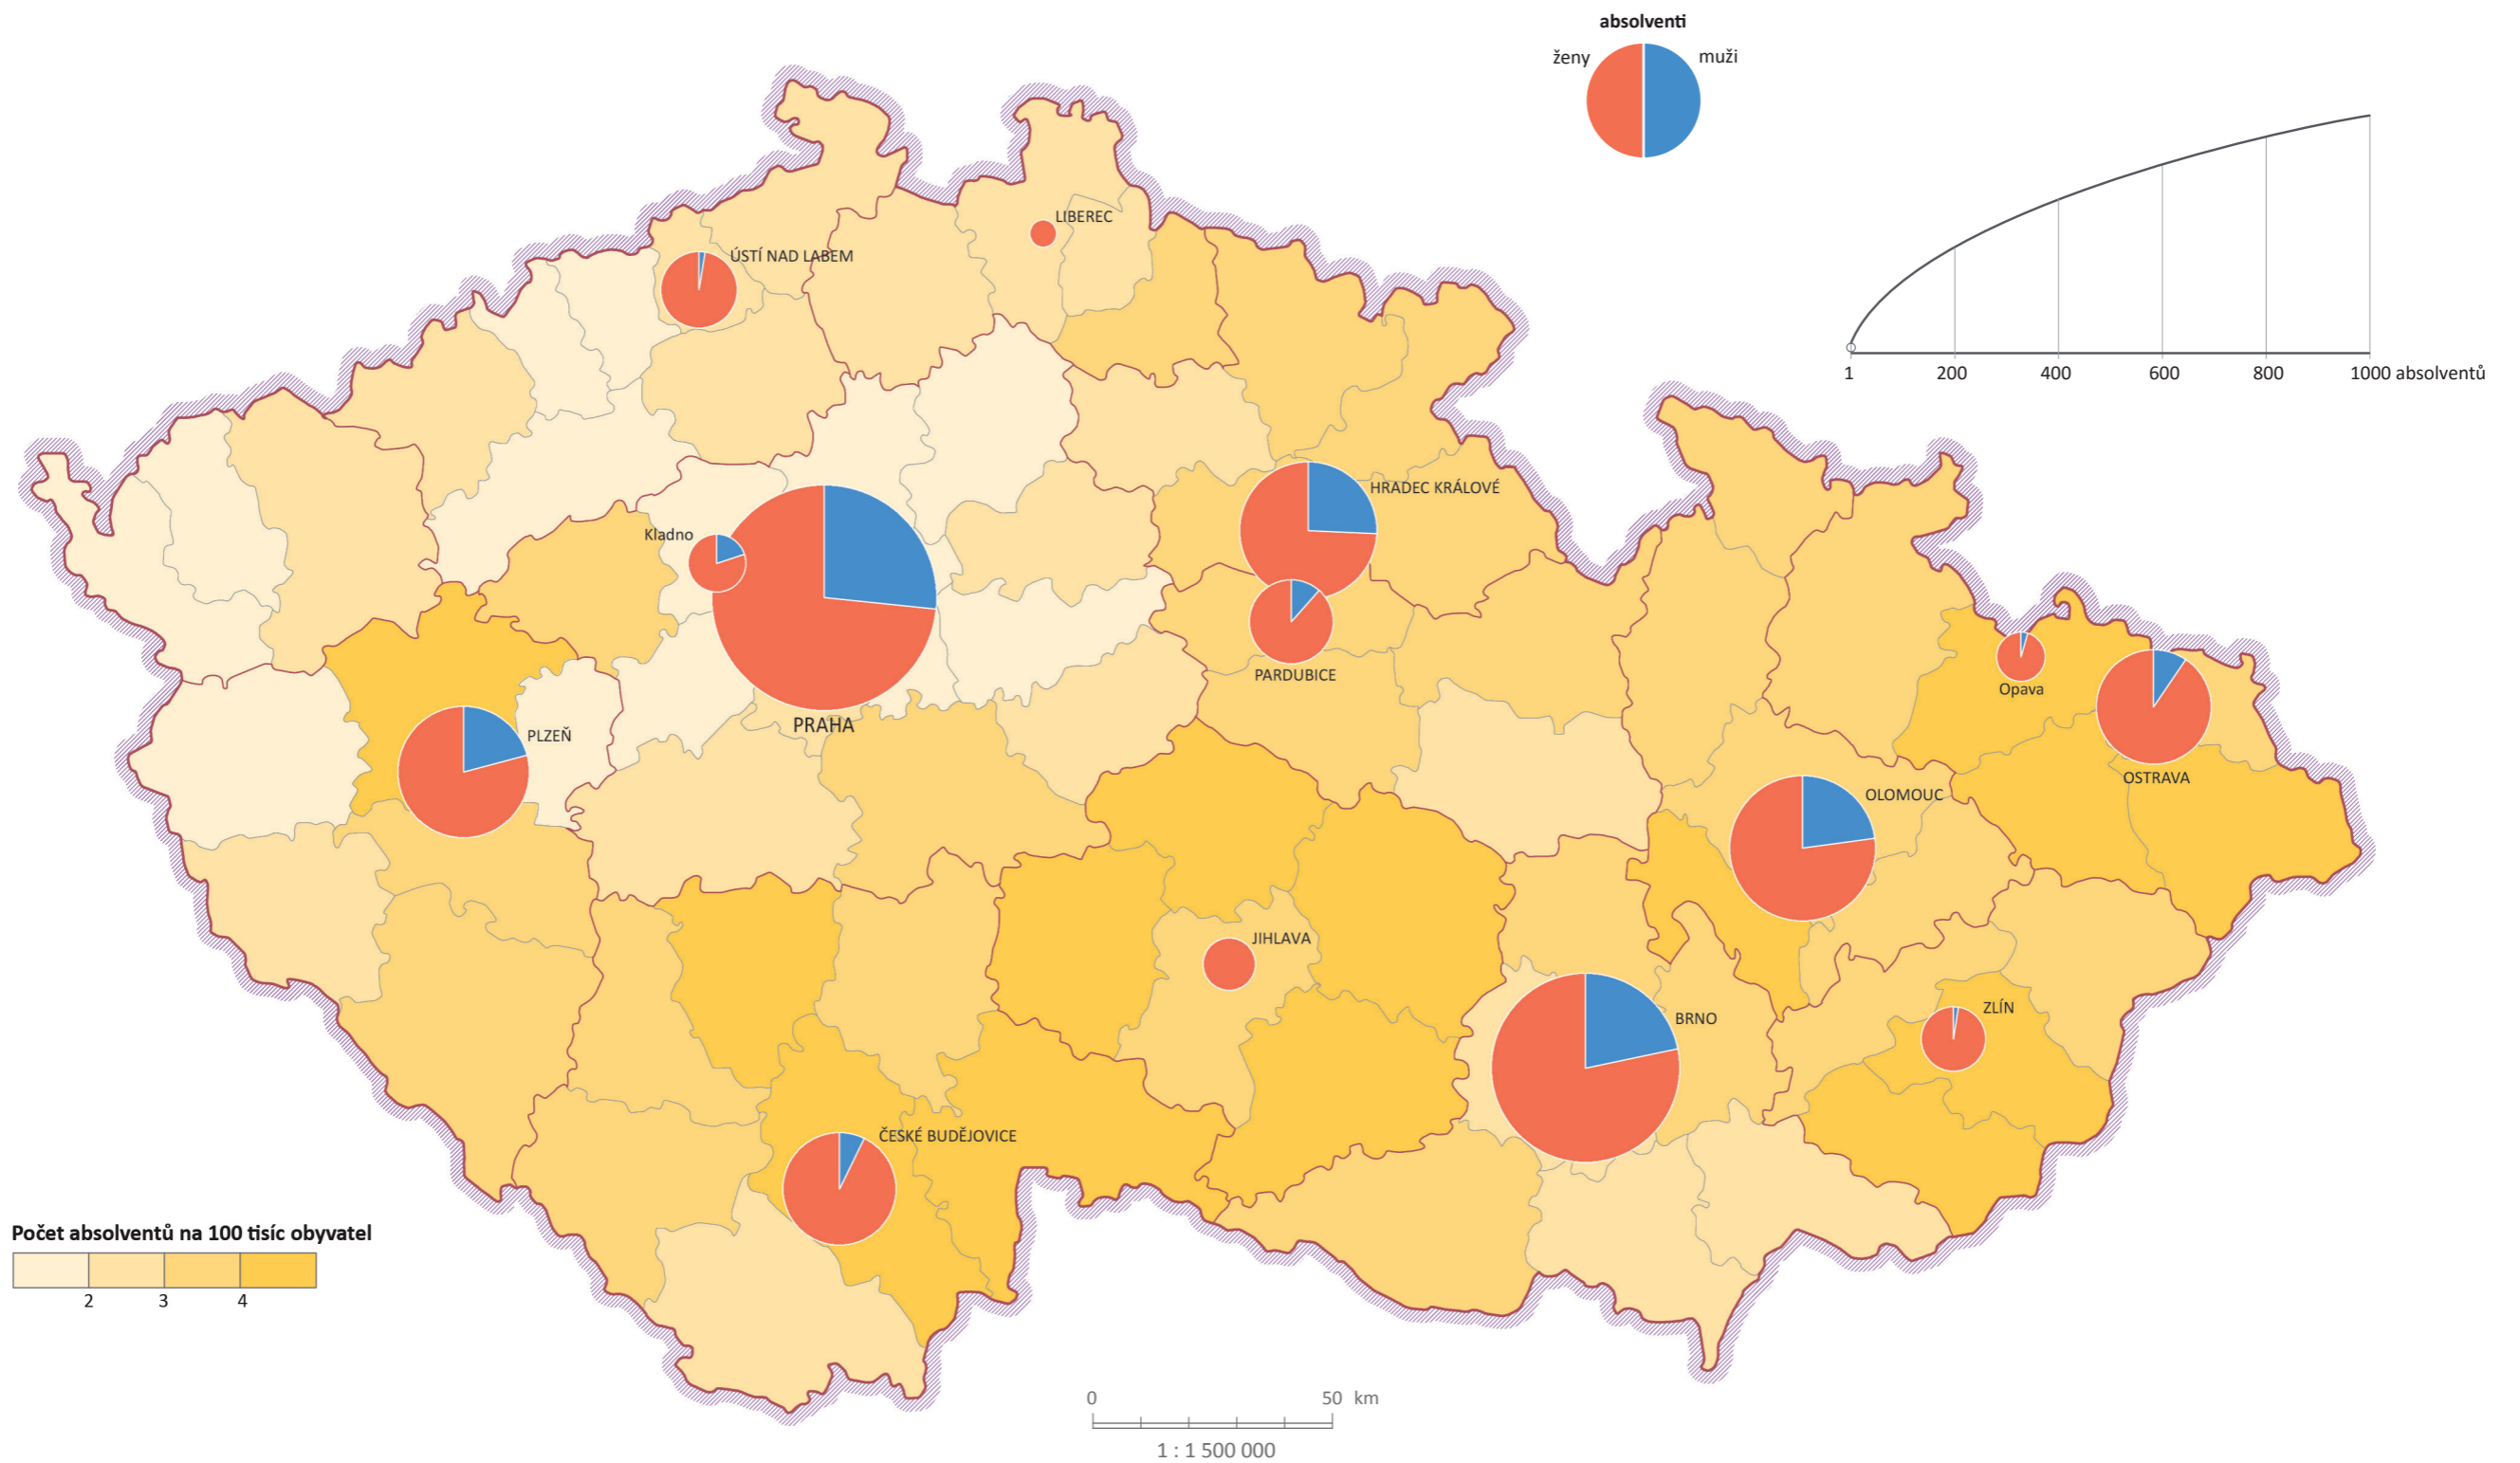 absolventi
ženy
muži
1
200
400
600
800
1000 absolventů
LIBEREC
ÚSTÍ NAD LABEM
HRADEC KRÁLOVÉ
Kladno
PARDUBICE
Opava
PRAHA
PLZEŇ
OSTRAVA
OLOMOUC
JIHLAVA
ZLÍN
BRNO
ČESKÉ BUDĚJOVICE
Počet absolventů na 100 tisíc obyvatel
2
3
4
0
50 km
1 : 1 500 000